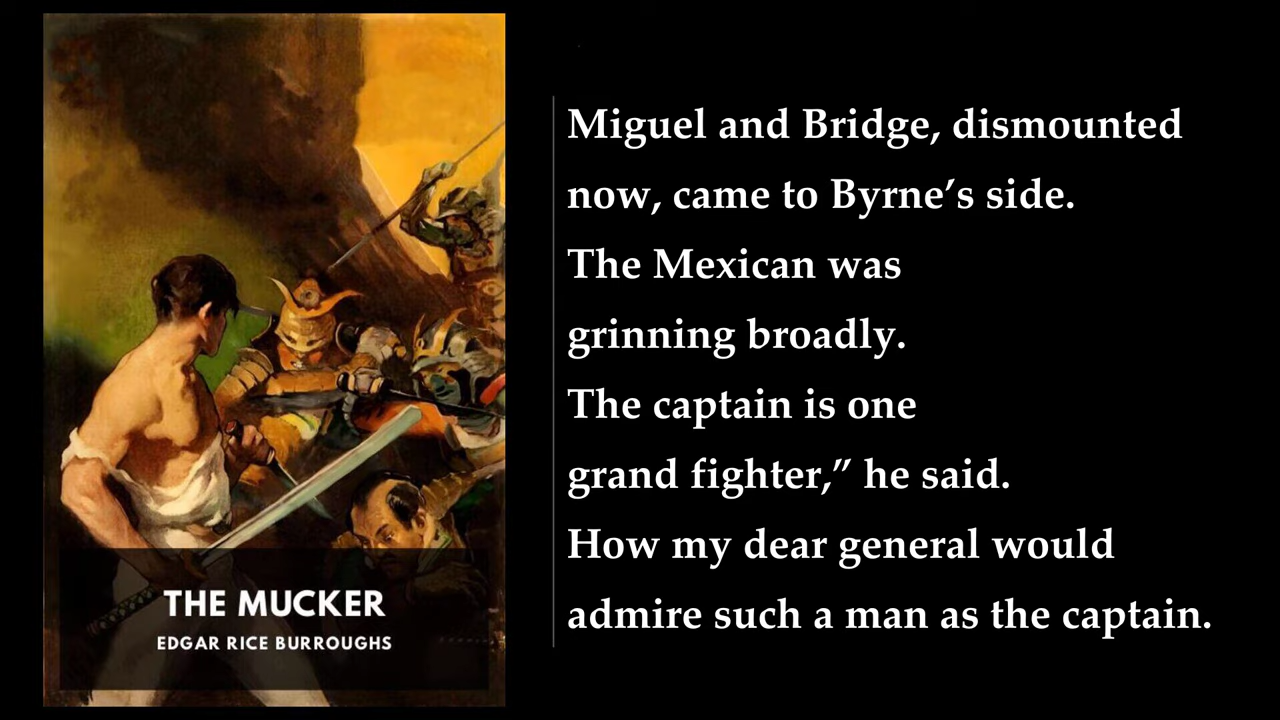 Miguel and Bridge, dismounted
now, came to Byrne’s side.
The Mexican was
grinning broadly.
The captain is one
grand fighter,” he said.
How my dear general would
admire such a man as the captain.
THE MUCKER
EDGAR RICE BURROUGHS